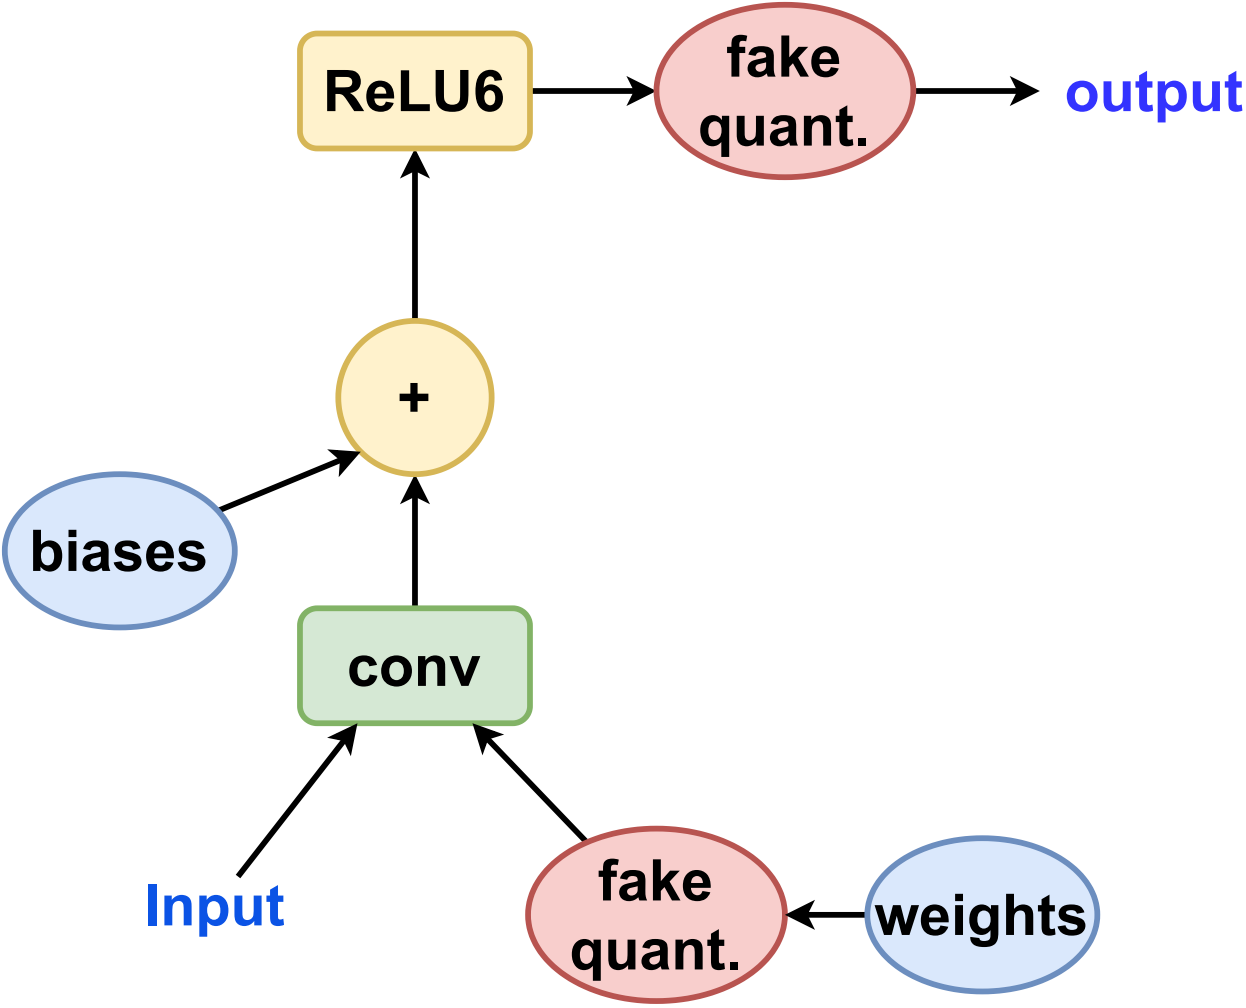 ReLU6
fake
quant.
output
+
biases
conv
Input
fake
quant.
weights